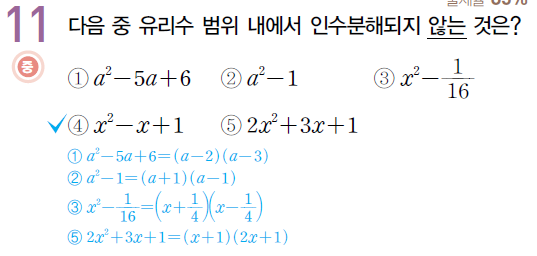 11 다음 중 유리수 범위 내에서 인수분해되지 않는 것은?
중
① a²-5a+6 ② a²-1 ③ x²-1/16
④ x²-x+1 ⑤ 2x²+3x+1
① a²-5a+6=(a-2)(a-3)
② a²-1=(a+1)(a-1)
③ x²-1/16=(x+1/4)(x-1/4)
⑤ 2x²+3x+1=(x+1)(2x+1)